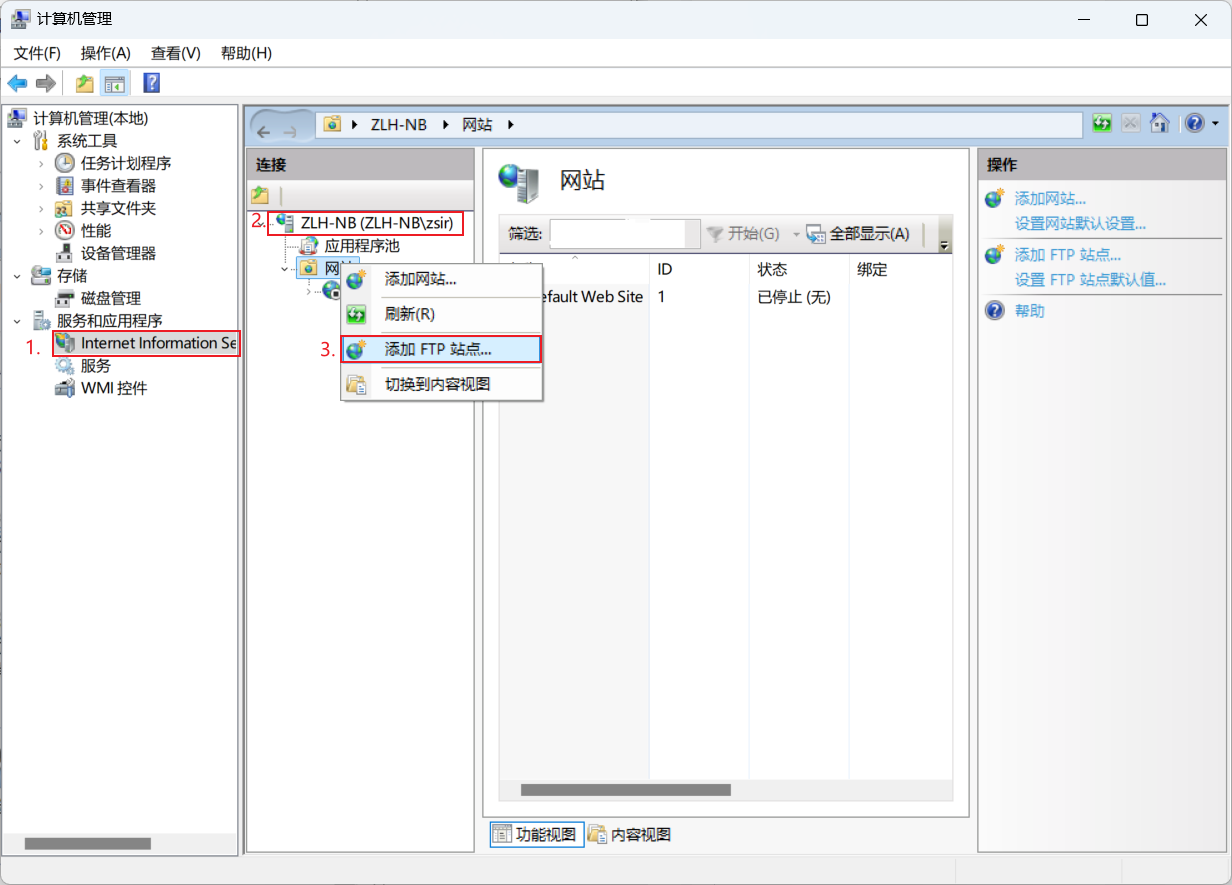 计算机管理
文件(F) 操作(A) 查看(V) 帮助(H)
计算机管理(本地)
系统工具
任务计划程序
事件查看器
共享文件夹
性能
设备管理器
存储
磁盘管理
服务和应用程序
1. Internet Information Se
服务
WMI 控件
ZLH-NB 网站
连接
2. ZLH-NB (ZLH-NB\zsir)
应用程序池
添加网站...
刷新(R)
3. 添加 FTP 站点...
切换到内容视图
网站
筛选: 开始(G) 全部显示(A)
ID 状态 绑定
efault Web Site 1 已停止 (无)
功能视图 内容视图
操作
添加网站...
设置网站默认设置...
添加 FTP 站点...
设置 FTP 站点默认值...
帮助